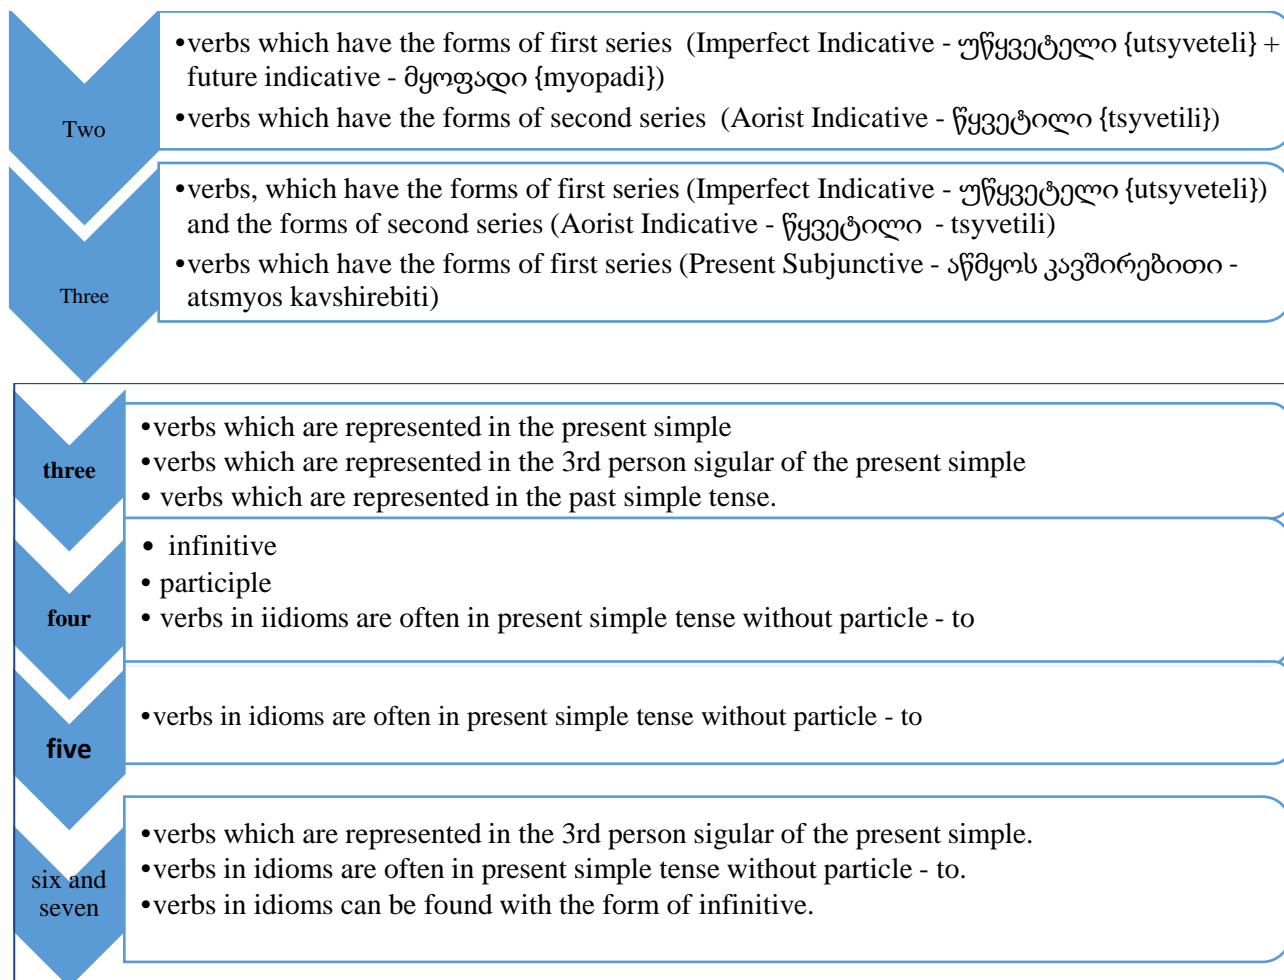 Two
•verbs which have the forms of first series (Imperfect Indicative - უწყვეტელი {utsyveteli} +
future indicative - მყოფადი {myopadi})
•verbs which have the forms of second series (Aorist Indicative - წყვეტილი {tsyvetili})
Three
•verbs, which have the forms of first series (Imperfect Indicative - უწყვეტელი {utsyveteli})
and the forms of second series (Aorist Indicative - წყვეტილი - tsyvetili)
•verbs which have the forms of first series (Present Subjunctive - აწმყოს კავშირებითი -
atsmyos kavshirebiti)
three
•verbs which are represented in the present simple
•verbs which are represented in the 3rd person sigular of the present simple
• verbs which are represented in the past simple tense.
four
• infinitive
• participle
• verbs in iidioms are often in present simple tense without particle - to
five
•verbs in idioms are often in present simple tense without particle - to
six and
seven
•verbs which are represented in the 3rd person sigular of the present simple.
•verbs in idioms are often in present simple tense without particle - to.
•verbs in idioms can be found with the form of infinitive.